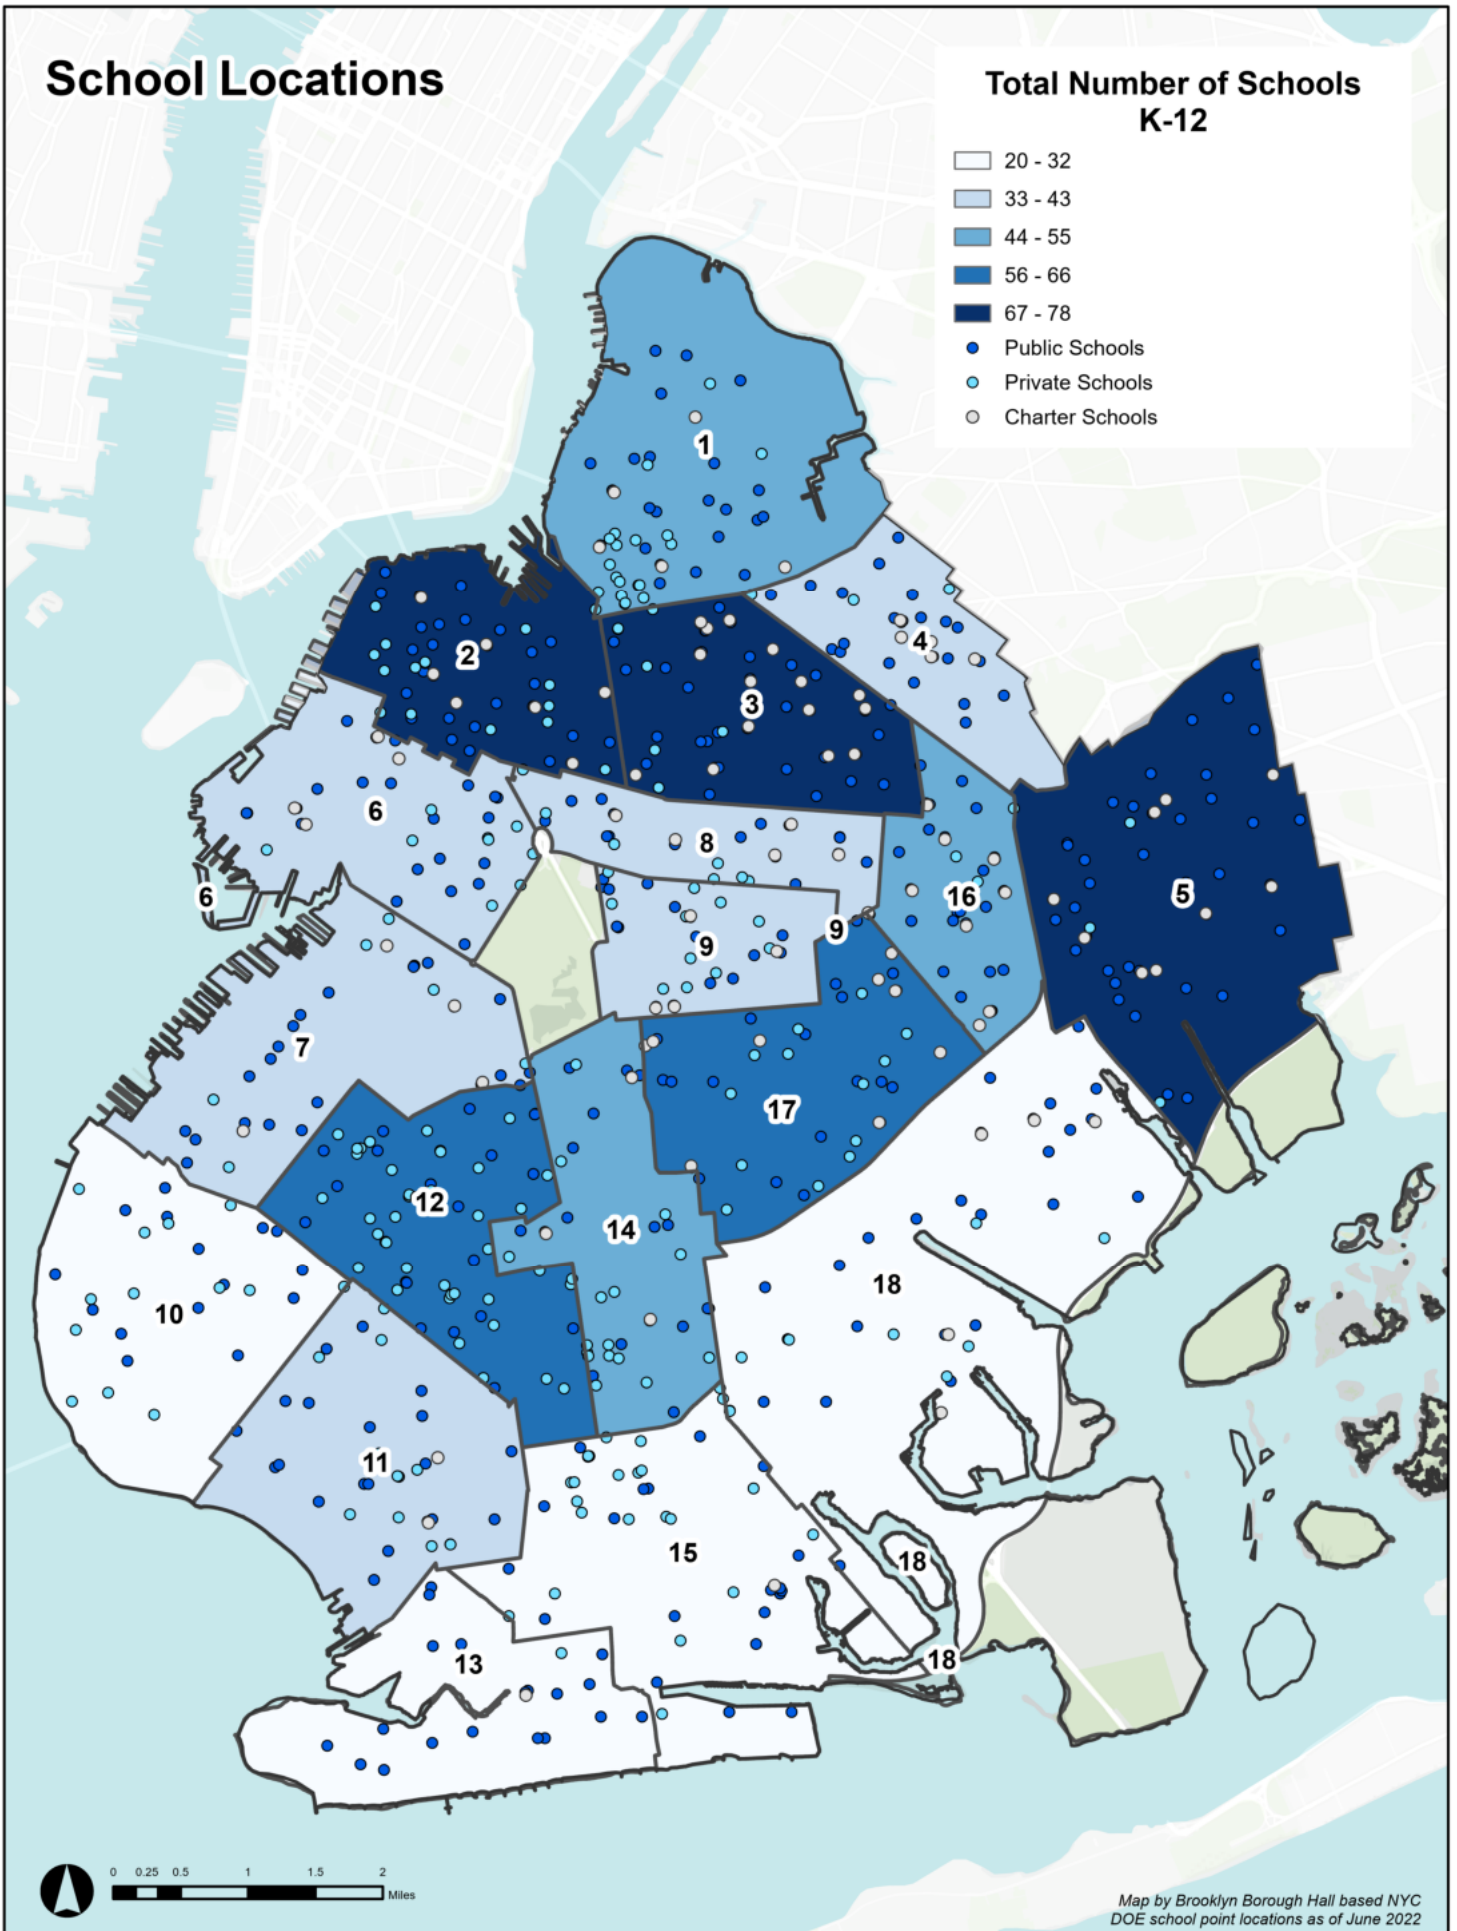 School Locations
Total Number of Schools
K-12
20 - 32
33 - 43
44 - 55
56 - 66
67 - 78
Public Schools
Private Schools
Charter Schools
1
4
2
3
6
8
5
6
16
9
9
7
17
12
14
18
10
11
15
18
18
13
0 0.25 0.5 1 1.5 2
Miles
Map by Brooklyn Borough Hall based NYC
DOE school point locations as of June 2022